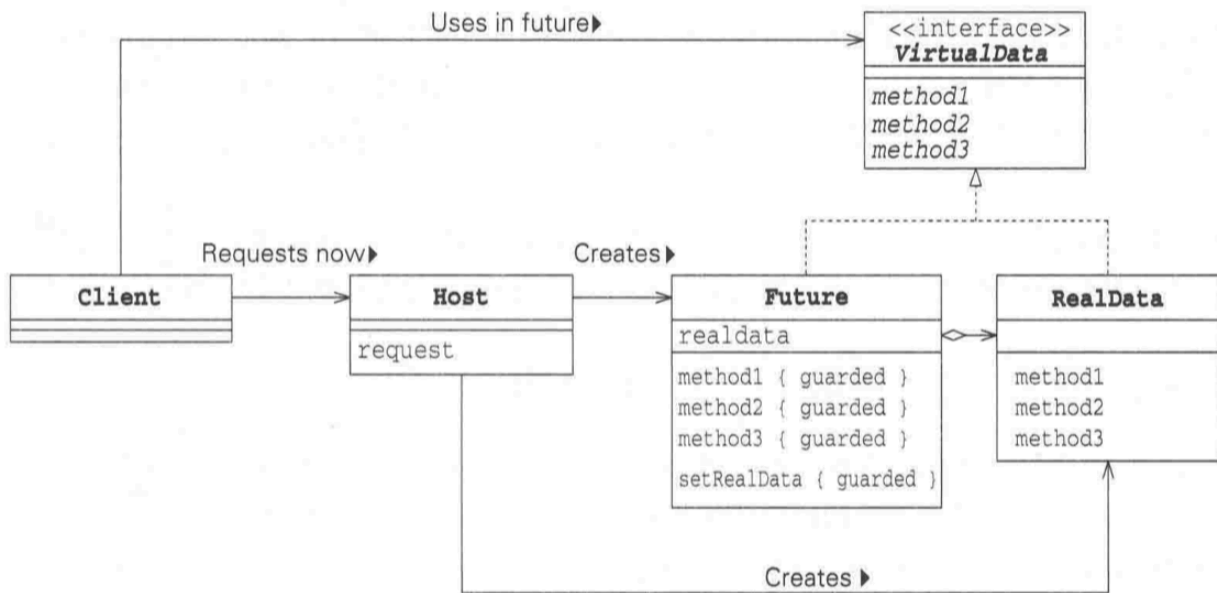 Uses in future▶
<<interface>>
VirtualData
method1
method2
method3
Requests now▶
Creates▶
Client
Host
request
Future
realdata
method1 { guarded }
method2 { guarded }
method3 { guarded }
setRealData { guarded }
RealData
method1
method2
method3
Creates ▶